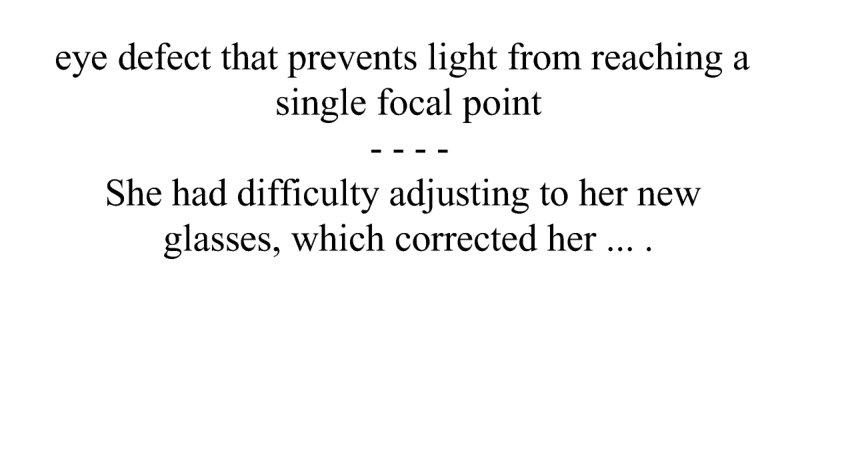 eye defect that prevents light from reaching a
single focal point
- - - -
She had difficulty adjusting to her new
glasses, which corrected her ... .